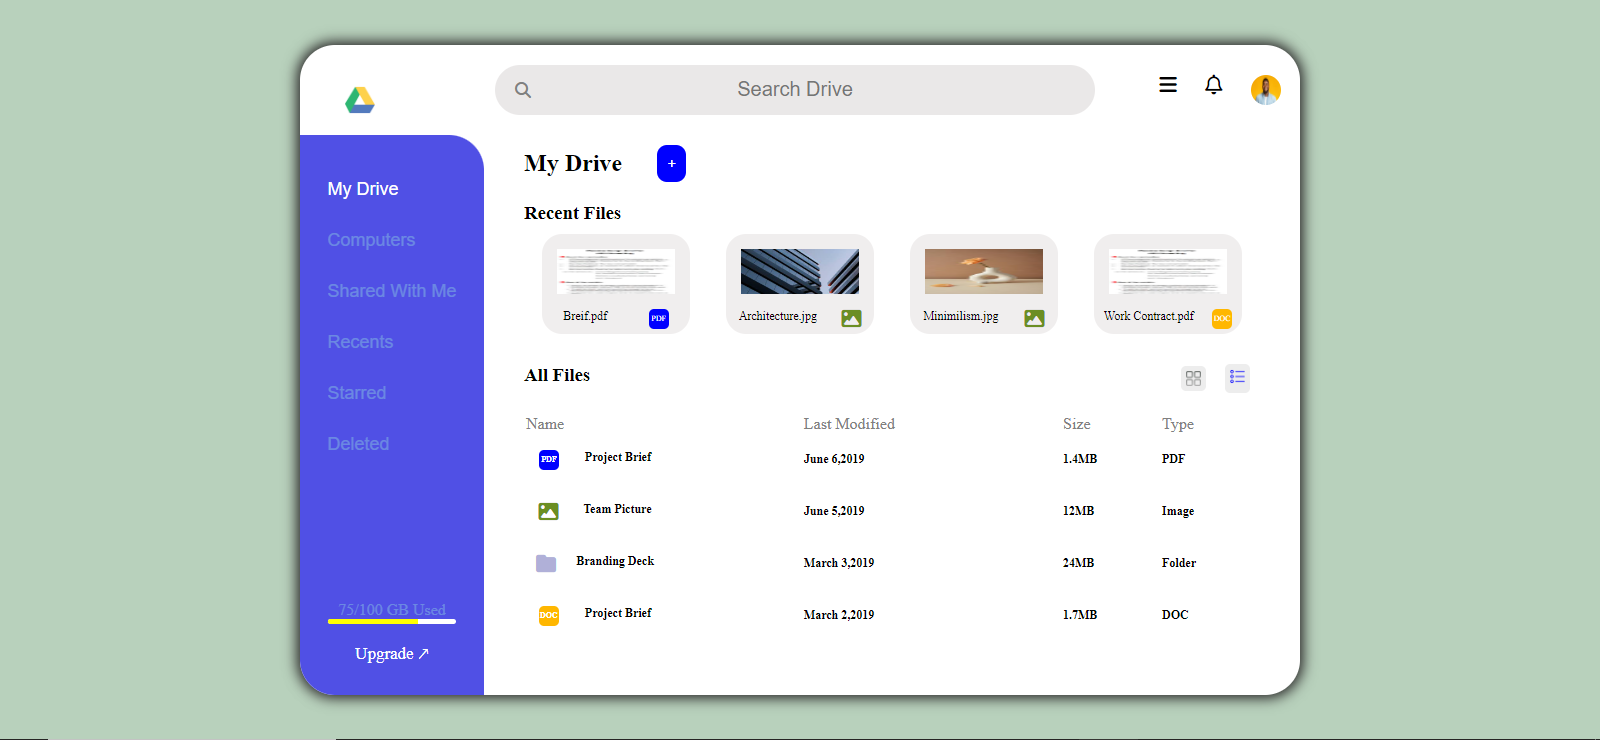 Search Drive
My Drive
Computers
Shared With Me
Recents
Starred
Deleted
75/100 GB Used
Upgrade ↗
My Drive +
Recent Files
Breif.pdf PDF
Architecture.jpg
Minimilism.jpg
Work Contract.pdf DOC
All Files
Name Last Modified Size Type
PDF Project Brief June 6,2019 1.4MB PDF
Team Picture June 5,2019 12MB Image
Branding Deck March 3,2019 24MB Folder
DOC Project Brief March 2,2019 1.7MB DOC